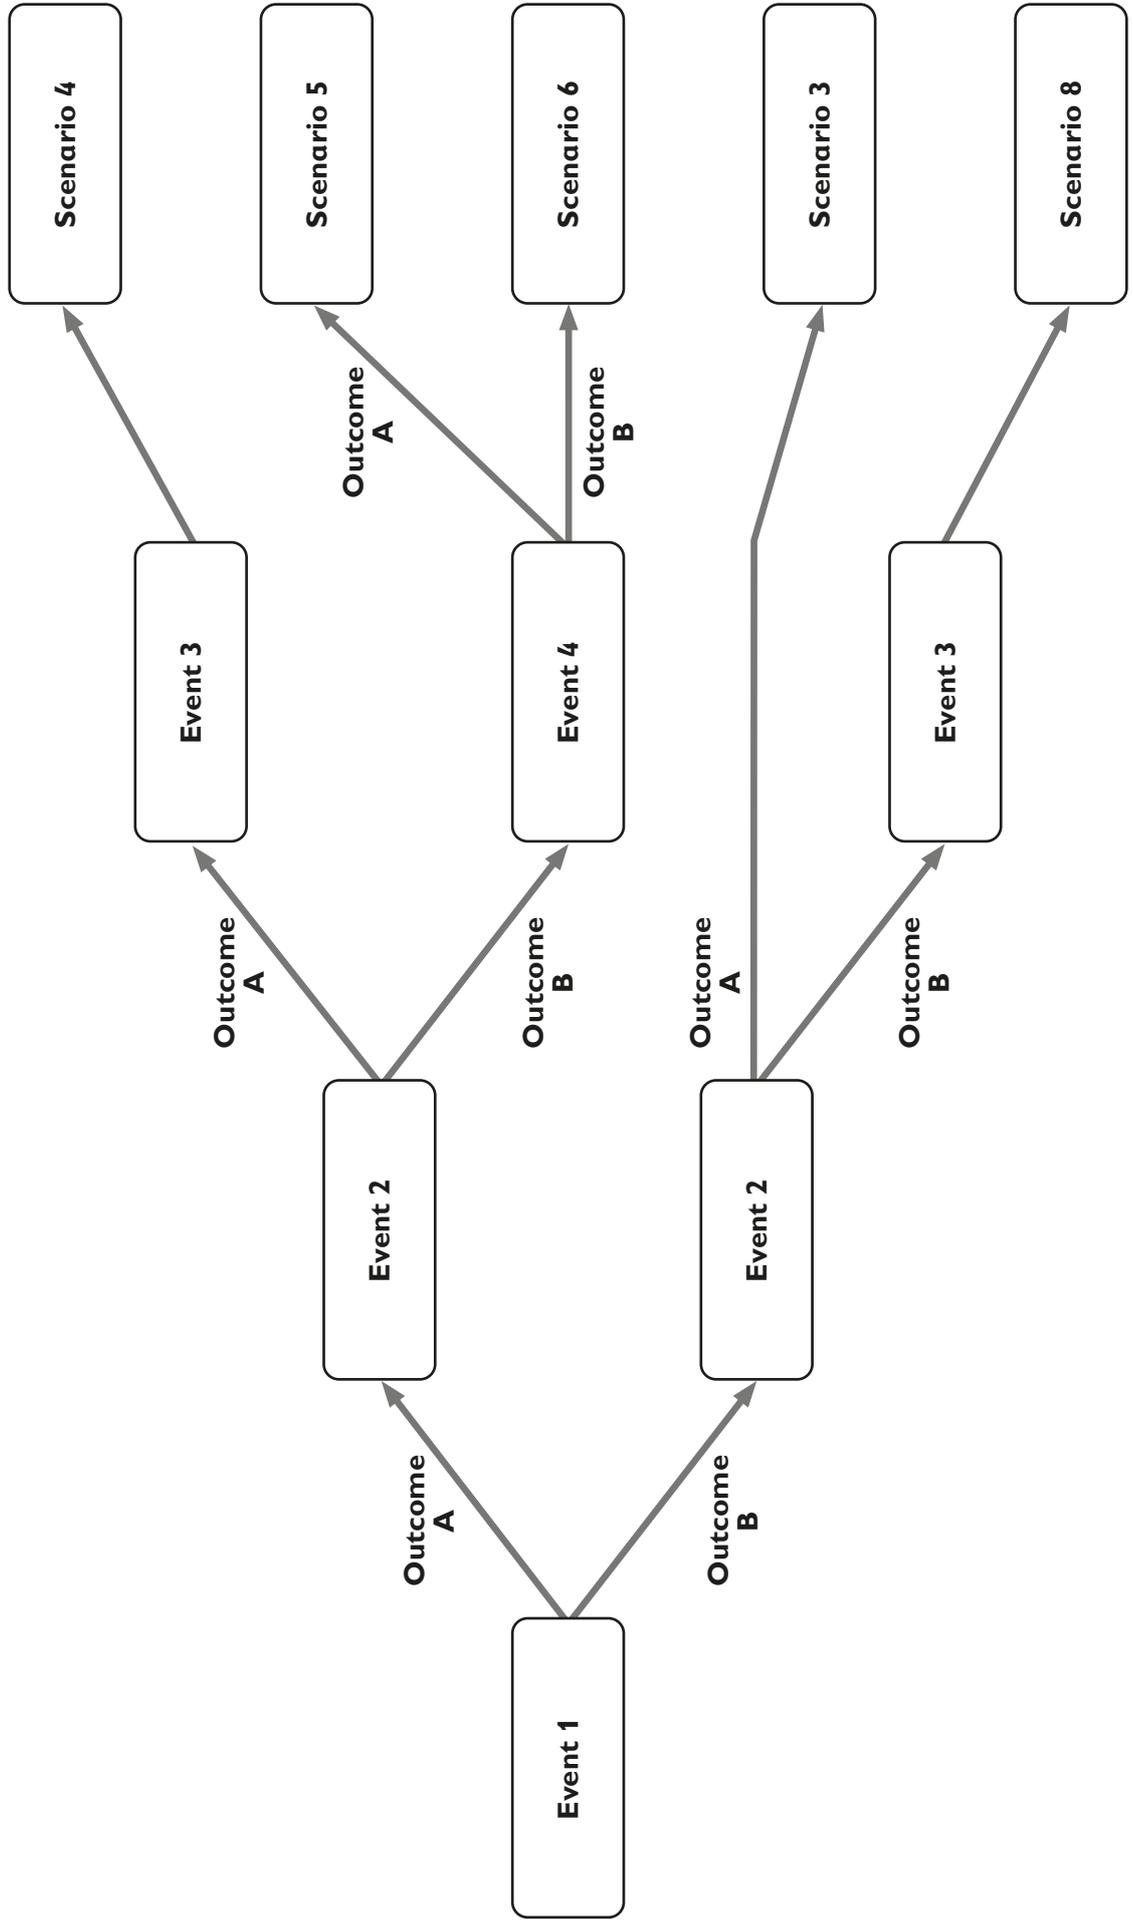 Event 1
Outcome
A
Outcome
B
Event 2
Event 2
Outcome
A
Outcome
B
Outcome
A
Outcome
B
Event 3
Event 4
Event 3
Outcome
A
Outcome
B
Scenario 4
Scenario 5
Scenario 6
Scenario 3
Scenario 8